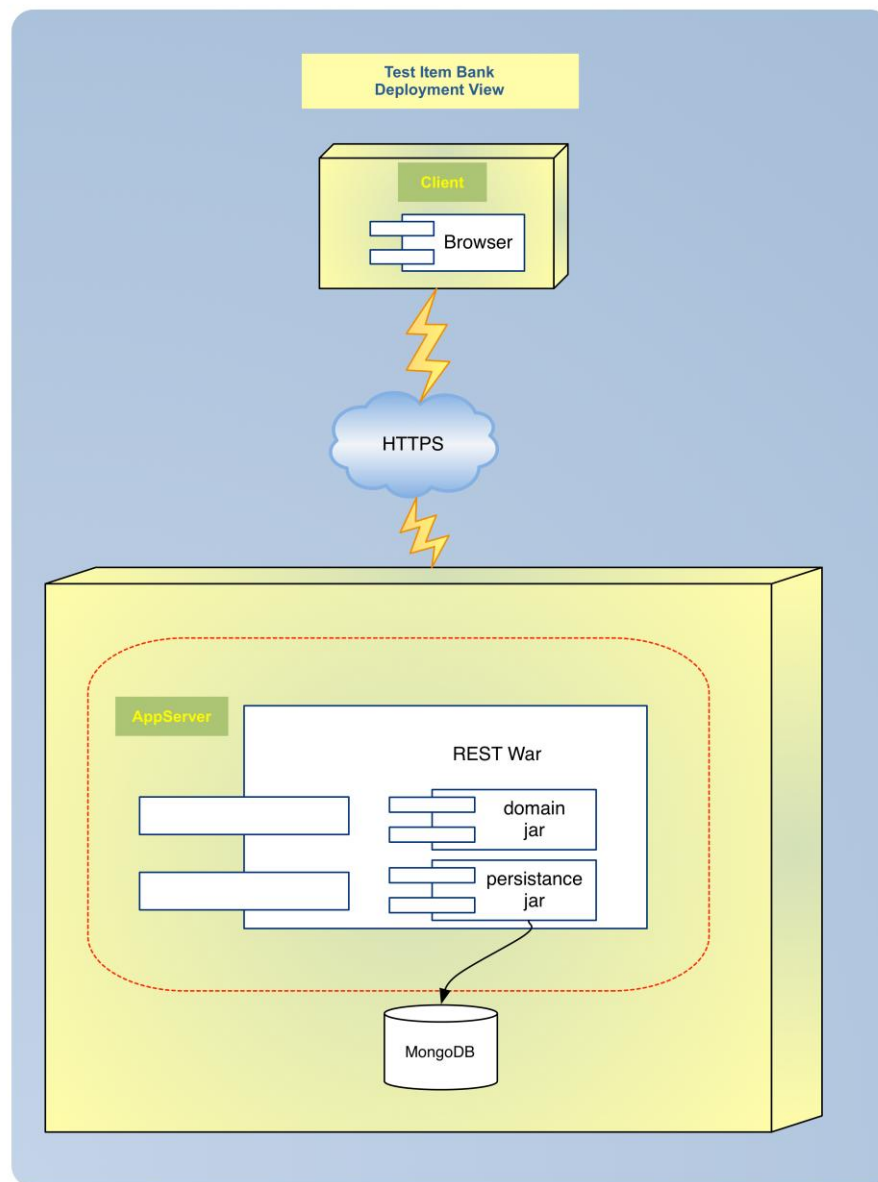 Test Item Bank
Deployment View
Client
Browser
HTTPS
AppServer
REST War
domain
jar
persistance
jar
MongoDB